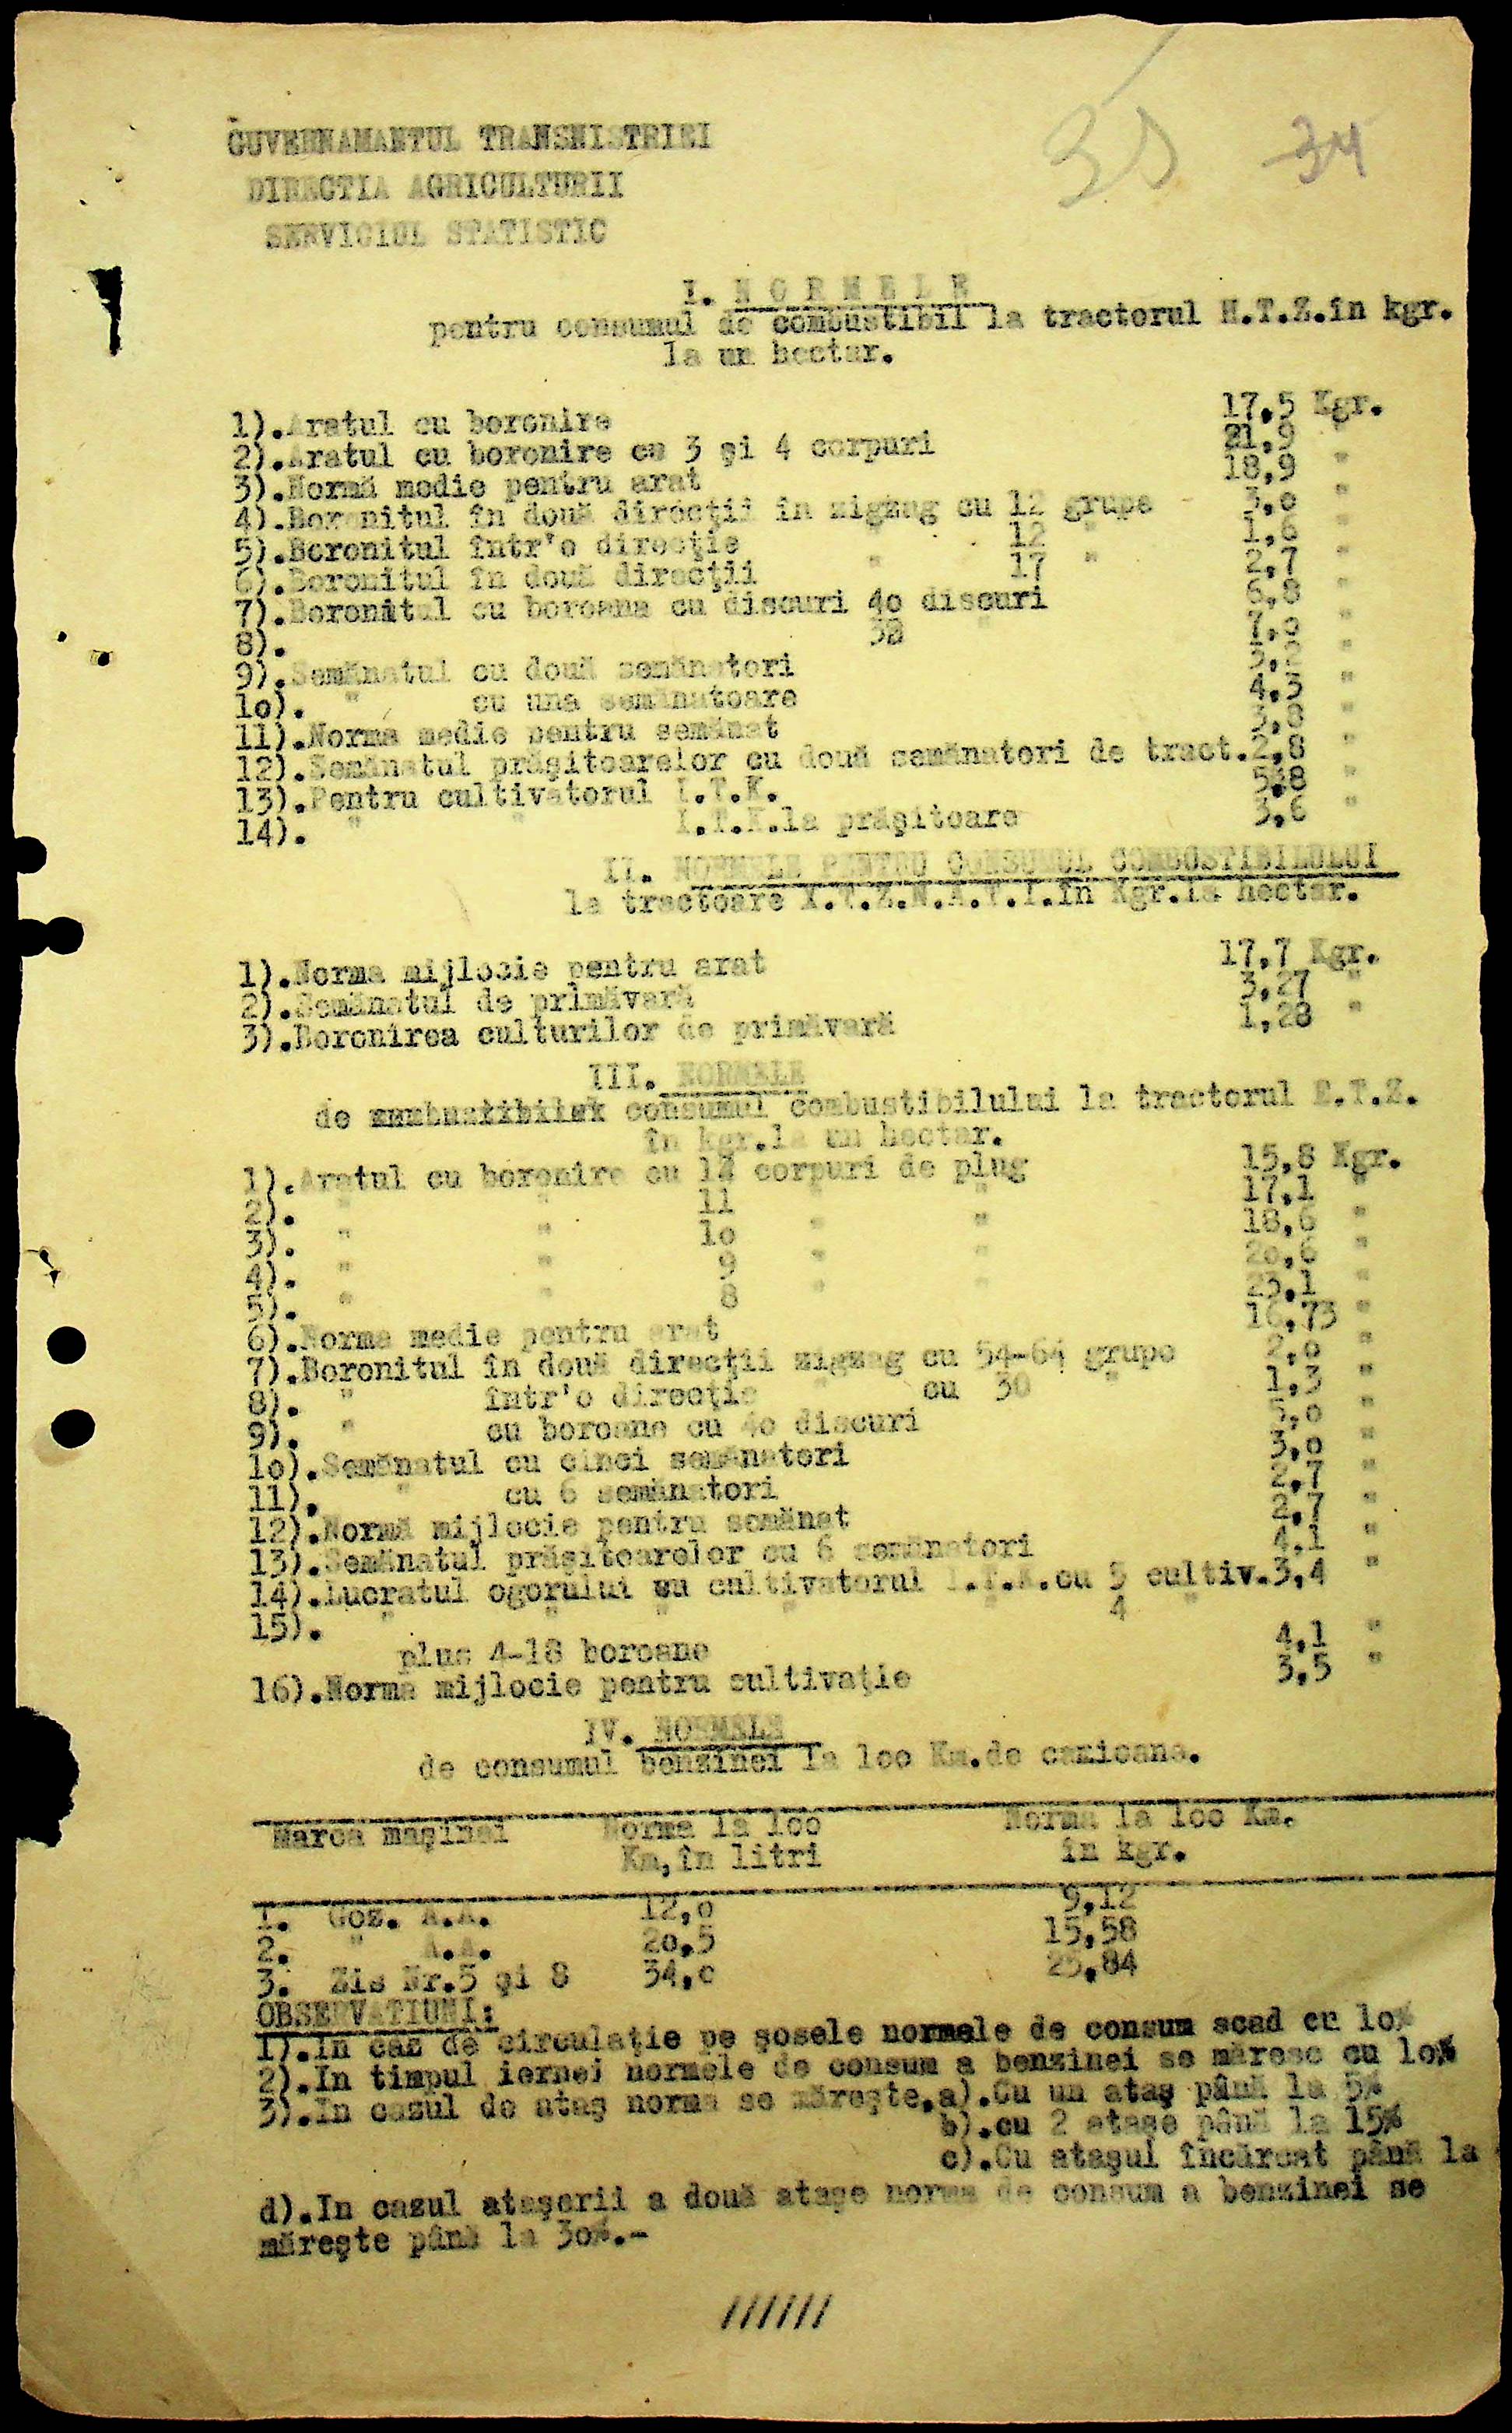 35 34
GUVERNAMANTUL TRANSNISTRIEI
DIRECTIA AGRICULTURII
SERVICIUL STATISTIC
I. N O R M E L E
pentru consumul de combustibil la tractorul H.T.Z.în kgr.
la un hectar.
1).Aratul cu boronire 17,5 Kgr.
2).Aratul cu boronire cu 3 şi 4 corpuri 21,9 "
3).Normă medie pentru arat 18,9 "
4).Boronitul în două direcţii în zigzag cu 12 grupe 3,o "
5).Boronitul într'o direcţie " 12 " 1,6 "
6).Boronitul în două direcţii " 17 " 2,7 "
7).Boronitul cu boroana cu discuri 4o discuri 6,8 "
8). 32 " 7,o "
9).Semănatul cu două semănatori 3,2 "
1o). " cu una semănatoare 4,3 "
11).Norma medie pentru semănat 3,8 "
12).Semănatul prăşitoarelor cu două semănatori de tract.2,8 "
13).Pentru cultivatorul I.T.K. 5,8 "
14). " " I.T.K.la prăşitoare 3,6 "
II. NORMELE PENTRU CONSUMUL COMBUSTIBILULUI
la tractoare X.T.Z.N.A.T.I.în Kgr.la hectar.
1).Norma mijlocie pentru arat 17,7 Kgr.
2).Semănatul de primăvară 3,27 "
3).Boronirea culturilor de primăvară 1,28 "
III. NORMELE
de consumul combustibilului la tractorul .T.Z.
în kgr.la un hectar.
1).Aratul cu boronire cu 12 corpuri de plug 15,8 Kgr.
2). " " 11 " " 17,1 "
3). " " 1o " " 18,6 "
4). " " 9 " " 2o,6 "
5). " " 8 " " 23,1 "
6).Norma medie pentru arat 16,73 "
7).Boronitul în două direcţii zigzag cu 54-64 grupe 2,o "
8). " într'o direcţie " cu 30 " 1,3 "
9). " cu boroane cu 4o discuri 5,o "
1o).Semănatul cu cinci semănatori 3,o "
11). " cu 6 semănatori 2,7 "
12).Normă mijlocie pentru semănat 2,7 "
13).Semănatul prăşitoarelor cu 6 semănatori 4,1 "
14).Lucratul ogorului cu cultivatorul I.T.K.cu 5 cultiv.3,4 "
15). " " " " " 4 "
plus 4-18 boroane 4,1 "
16).Norma mijlocie pentru cultivaţie 3,5 "
IV. NORMELE
de consumul benzinei la 1oo Km.de camioane.
Marca maşinei Norma la 1oo Norma la 1oo Km.
Km,în litri în kgr.
1. Goz. A.A. 12,o 9,12
2. " A.A. 2o,5 15,58
3. Zis Nr.5 şi 8 34,o 25,84
OBSERVATIUNI:
1).In caz de circulaţie pe şosele normele de consum scad cu 1o%
2).In timpul iernei normele de consum a benzinei se măresc cu 1o%
3).In cazul de ataş norma se măreşte.a).Cu un ataş până la 5%
b).cu 2 ataşe până la 15%
c).Cu ataşul încărcat până la
d).In cazul ataşerii a două ataşe norma de consum a benzinei se
măreşte până la 3o%.-
//////